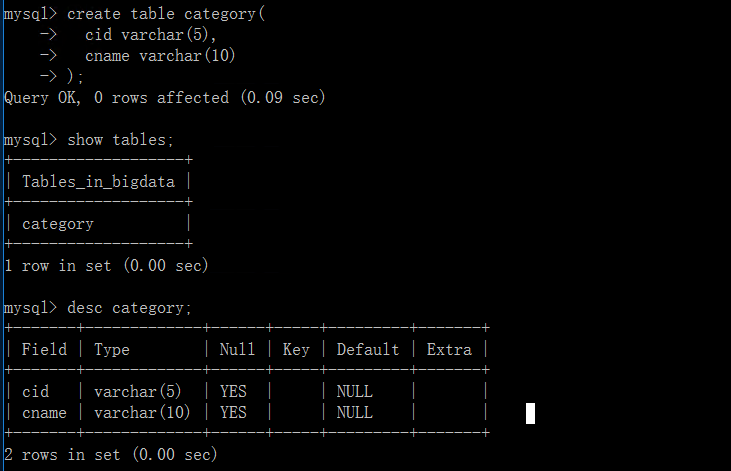 mysql> create table category(
    ->   cid varchar(5),
    ->   cname varchar(10)
    -> );
Query OK, 0 rows affected (0.09 sec)
mysql> show tables;
+-------------------+
| Tables_in_bigdata |
+-------------------+
| category          |
+-------------------+
1 row in set (0.00 sec)
mysql> desc category;
+-------+-------------+------+-----+---------+-------+
| Field | Type        | Null | Key | Default | Extra |
+-------+-------------+------+-----+---------+-------+
| cid   | varchar(5)  | YES  |     | NULL    |       |
| cname | varchar(10) | YES  |     | NULL    |       |
+-------+-------------+------+-----+---------+-------+
2 rows in set (0.00 sec)